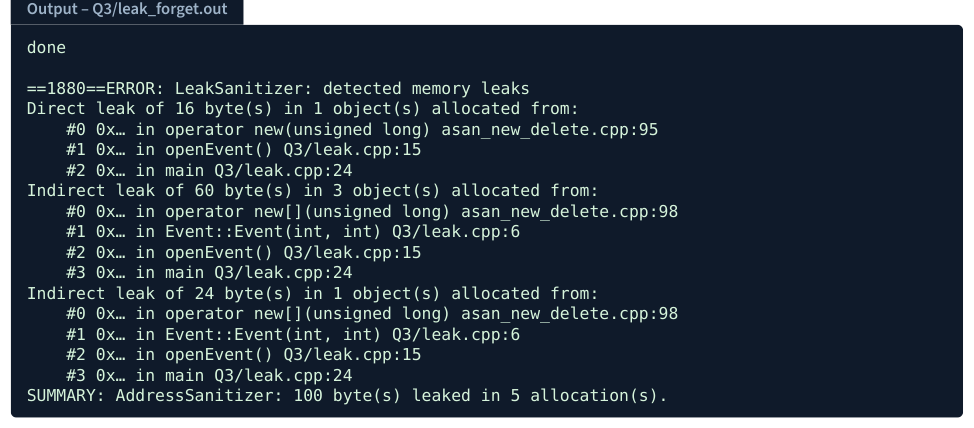 Output – Q3/leak_forget.out
done
==1880==ERROR: LeakSanitizer: detected memory leaks
Direct leak of 16 byte(s) in 1 object(s) allocated from:
    #0 0x… in operator new(unsigned long) asan_new_delete.cpp:95
    #1 0x… in openEvent() Q3/leak.cpp:15
    #2 0x… in main Q3/leak.cpp:24
Indirect leak of 60 byte(s) in 3 object(s) allocated from:
    #0 0x… in operator new[](unsigned long) asan_new_delete.cpp:98
    #1 0x… in Event::Event(int, int) Q3/leak.cpp:6
    #2 0x… in openEvent() Q3/leak.cpp:15
    #3 0x… in main Q3/leak.cpp:24
Indirect leak of 24 byte(s) in 1 object(s) allocated from:
    #0 0x… in operator new[](unsigned long) asan_new_delete.cpp:98
    #1 0x… in Event::Event(int, int) Q3/leak.cpp:6
    #2 0x… in openEvent() Q3/leak.cpp:15
    #3 0x… in main Q3/leak.cpp:24
SUMMARY: AddressSanitizer: 100 byte(s) leaked in 5 allocation(s).